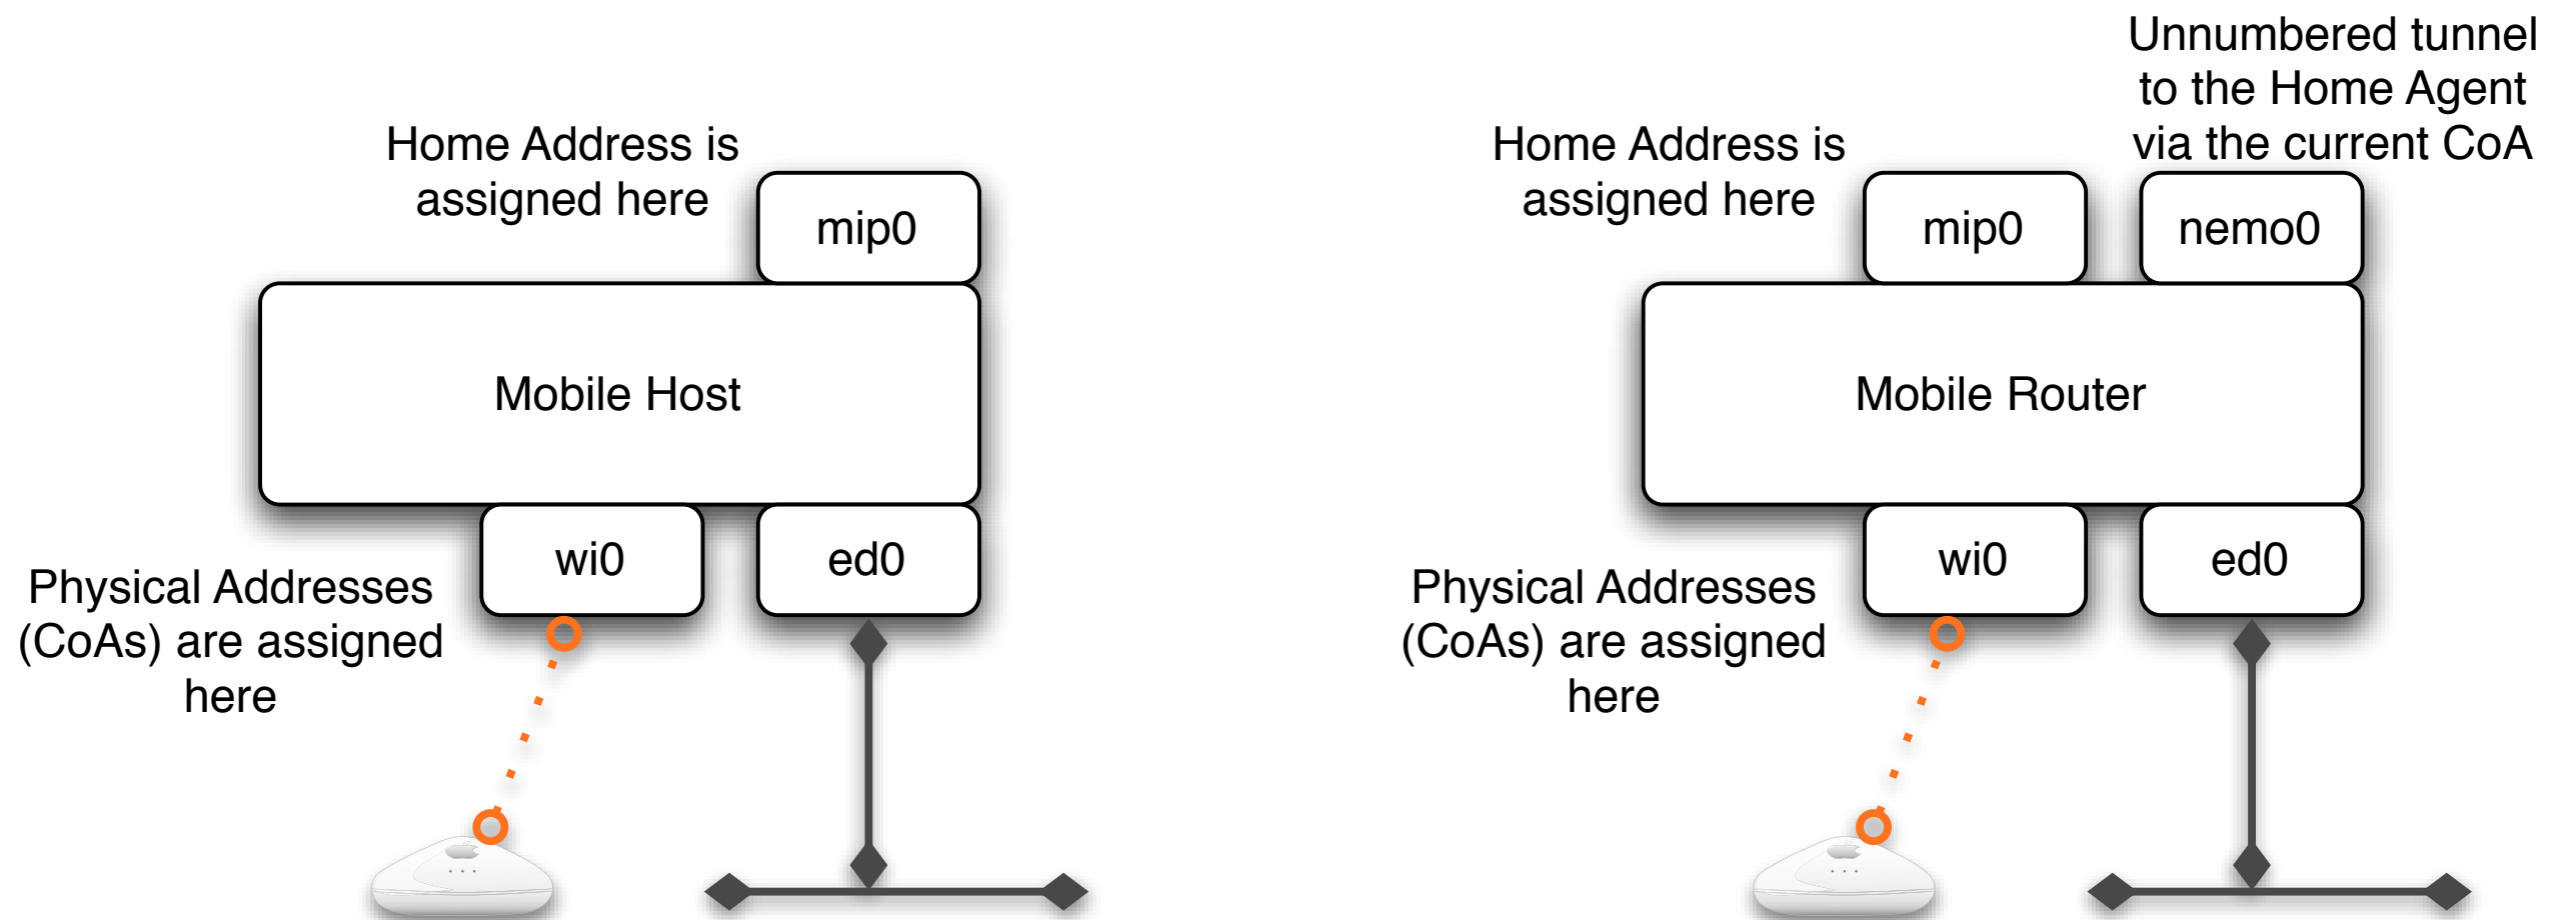 Home Address is
assigned here
mip0
Mobile Host
wi0
ed0
Physical Addresses
(CoAs) are assigned
here
Unnumbered tunnel
to the Home Agent
via the current CoA
Home Address is
assigned here
mip0
nemo0
Mobile Router
wi0
ed0
Physical Addresses
(CoAs) are assigned
here